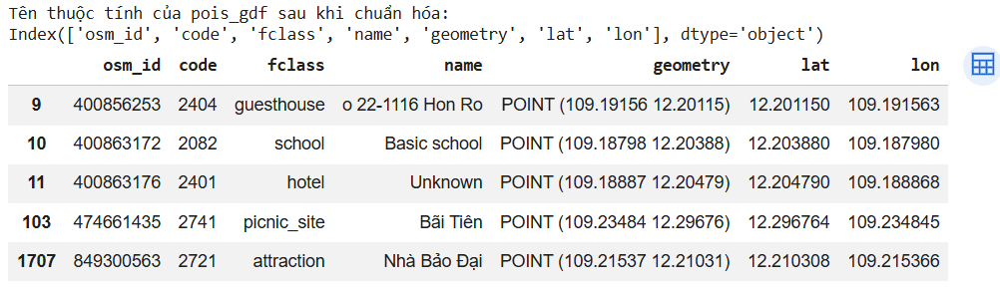 Tên thuộc tính của pois_gdf sau khi chuẩn hóa:
Index(['osm_id', 'code', 'fclass', 'name', 'geometry', 'lat', 'lon'], dtype='object')
osm_id code fclass name geometry lat lon
9 400856253 2404 guesthouse o 22-1116 Hon Ro POINT (109.19156 12.20115) 12.201150 109.191563
10 400863172 2082 school Basic school POINT (109.18798 12.20388) 12.203880 109.187980
11 400863176 2401 hotel Unknown POINT (109.18887 12.20479) 12.204790 109.188868
103 474661435 2741 picnic_site Bãi Tiên POINT (109.23484 12.29676) 12.296764 109.234845
1707 849300563 2721 attraction Nhà Bảo Đại POINT (109.21537 12.21031) 12.210308 109.215366